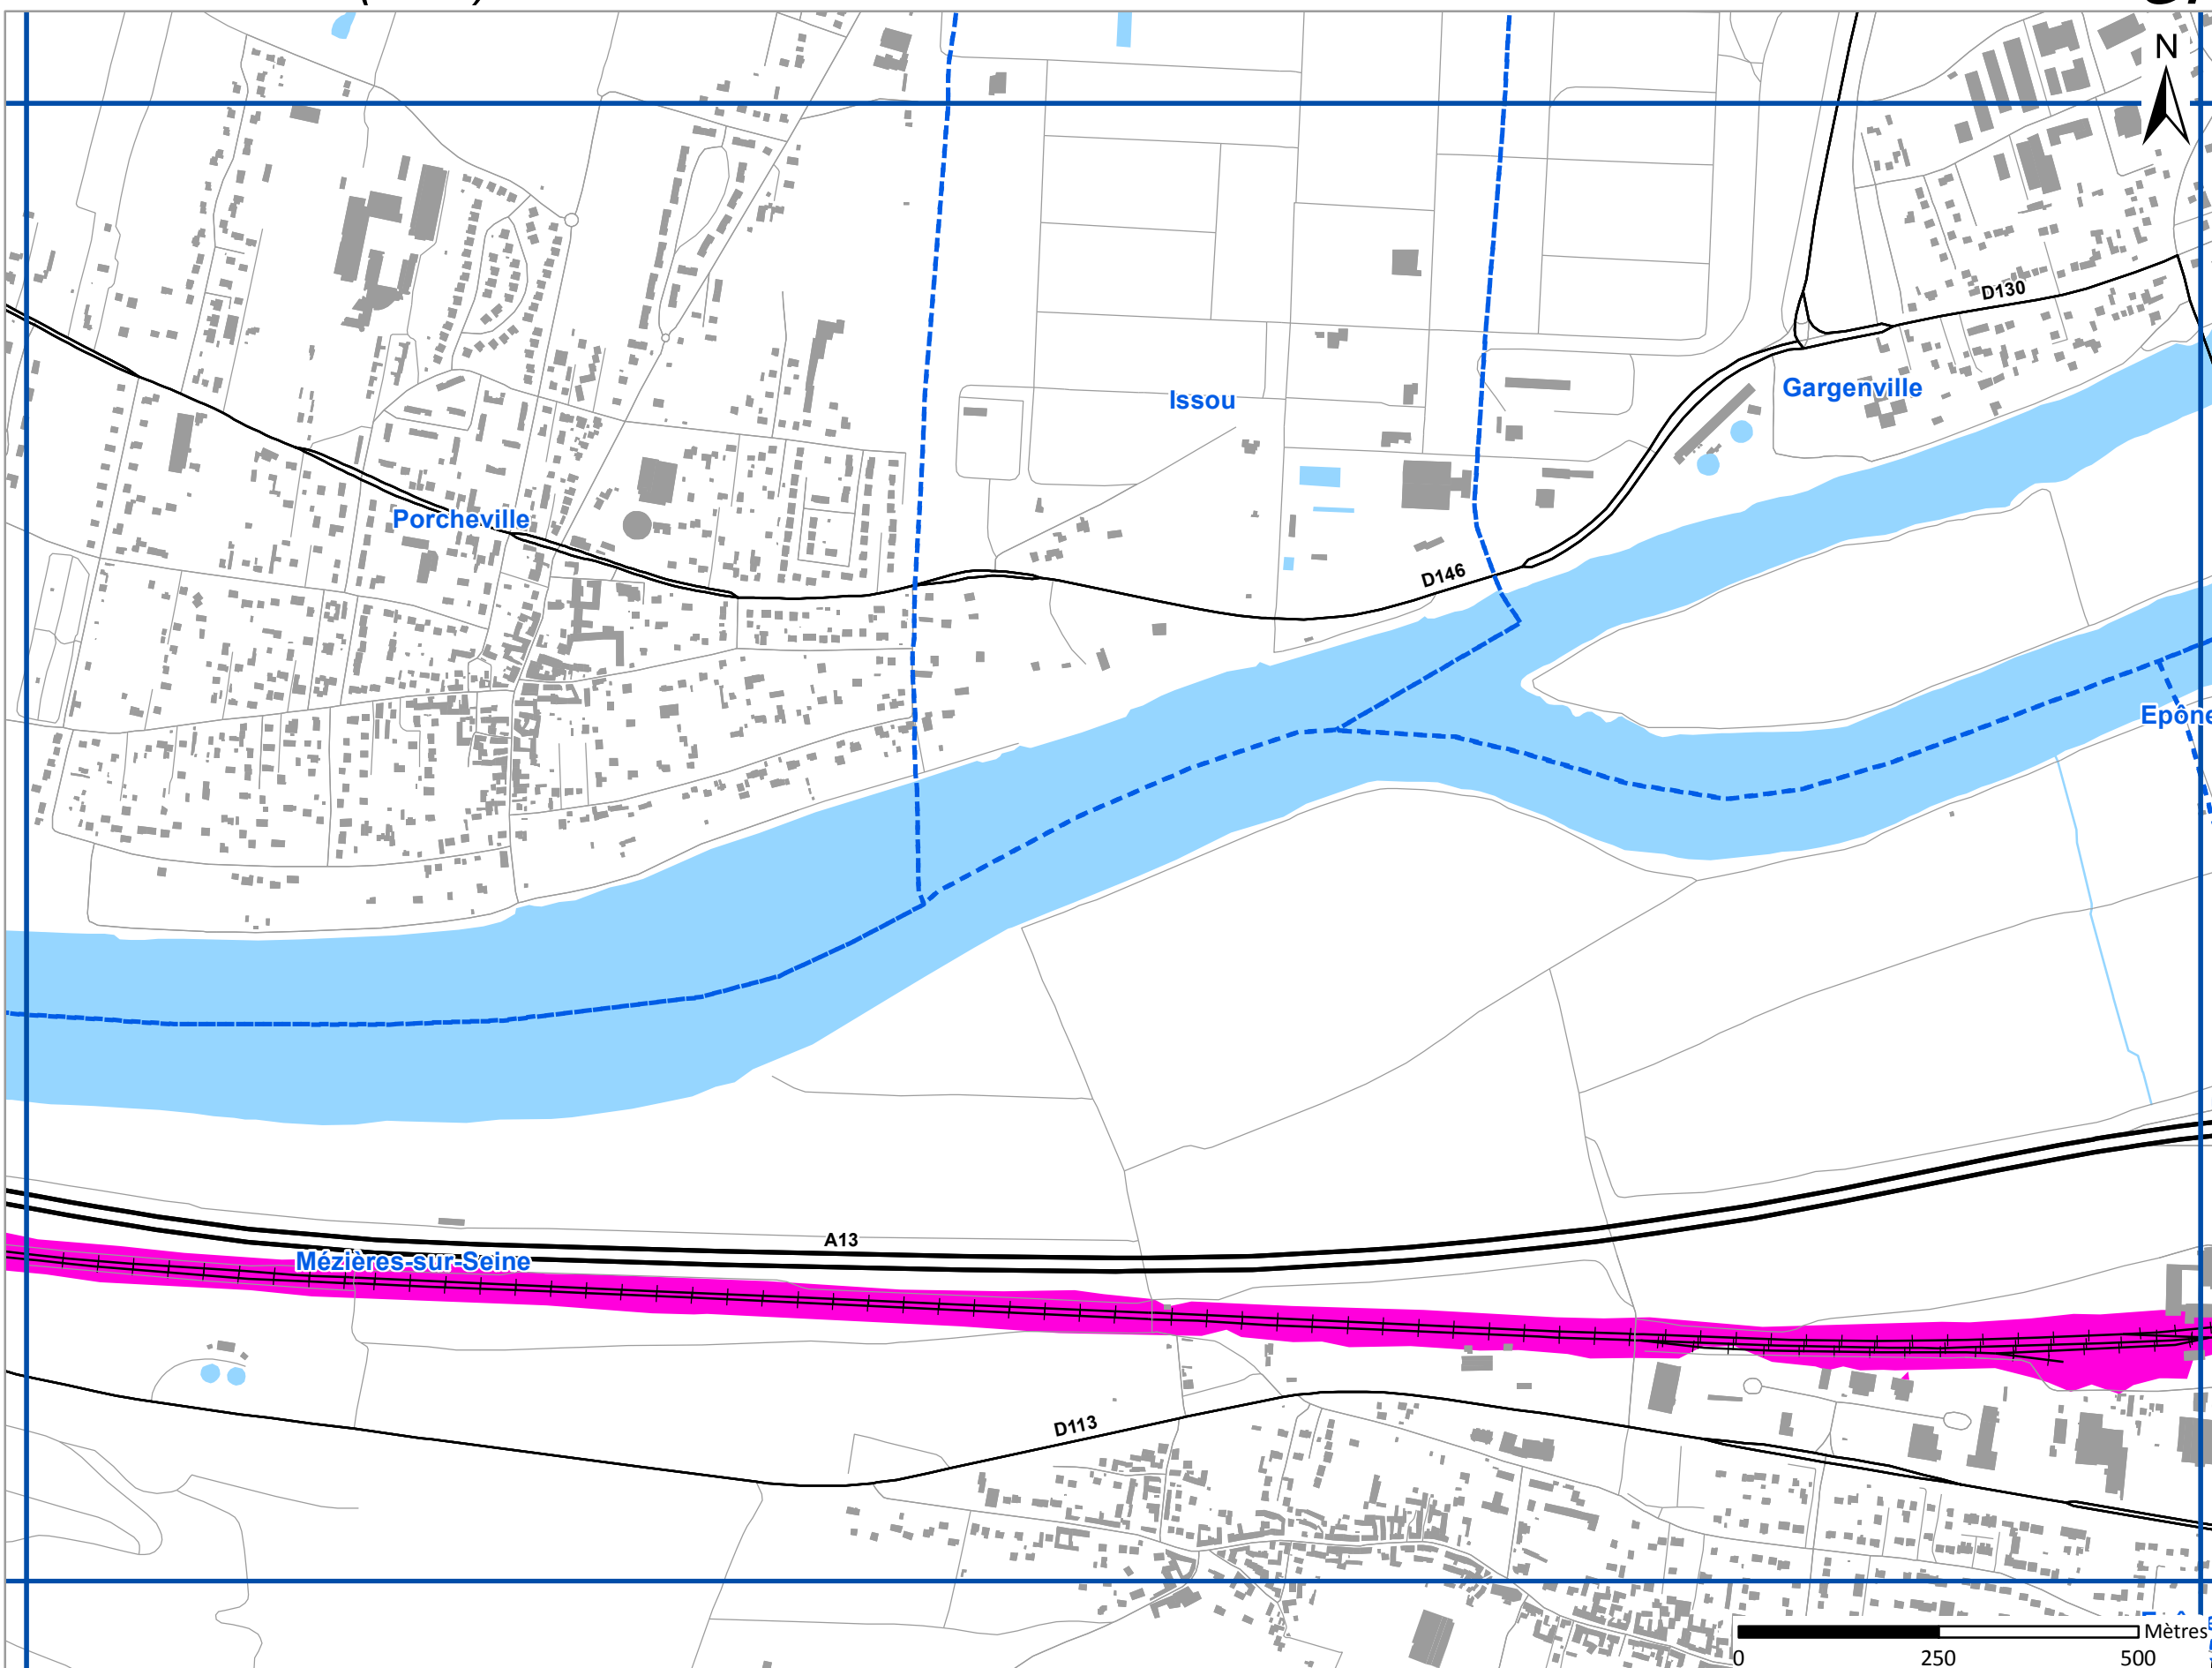 N
D130
Gargenville
Issou
Porcheville
D146
Epône
A13
Mézières-sur-Seine
D113
Mètres
0 250 500